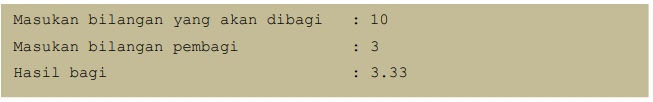 Masukan bilangan yang akan dibagi : 10
Masukan bilangan pembagi : 3
Hasil bagi : 3.33